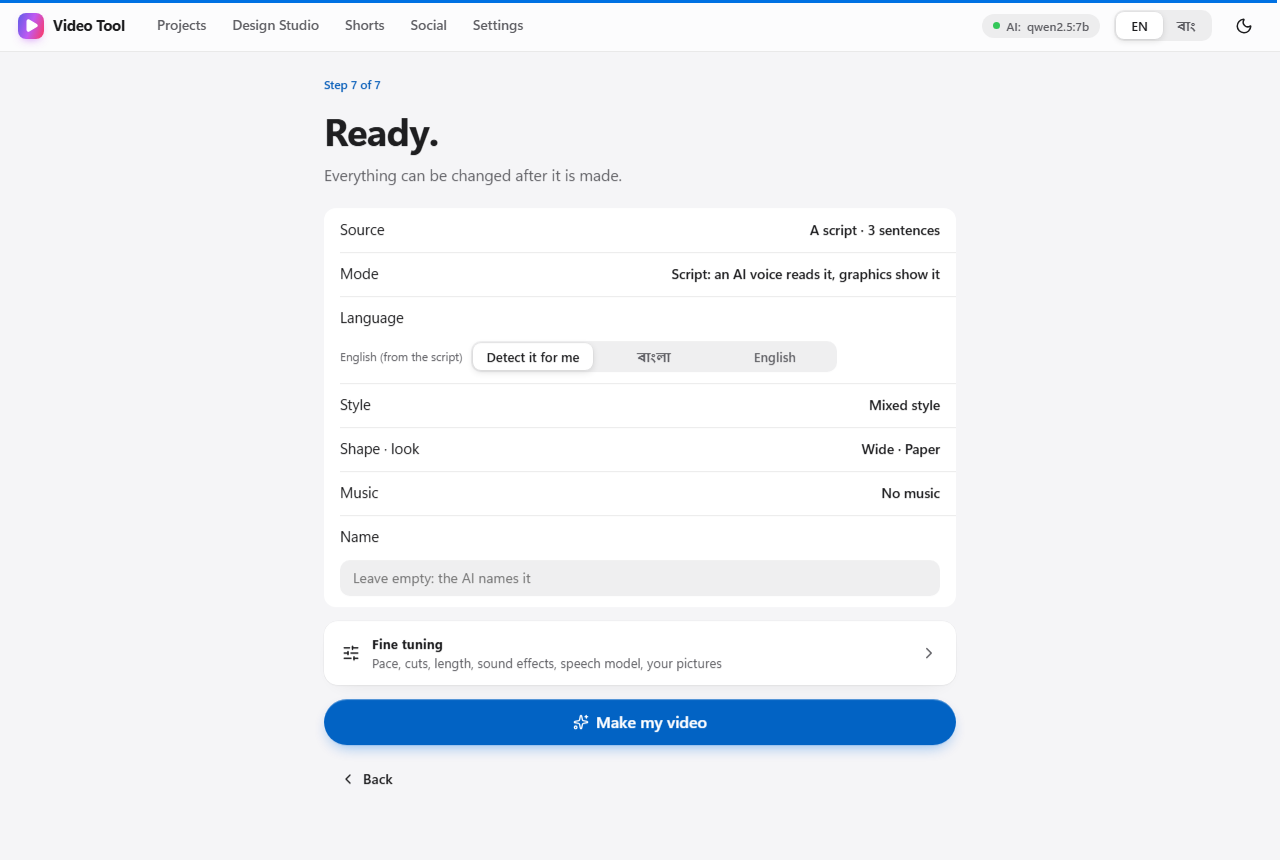 Video Tool
Projects
Design Studio
Shorts
Social
Settings
AI: qwen2.5:7b
EN
বাং
Step 7 of 7
Ready.
Everything can be changed after it is made.
Source
A script · 3 sentences
Mode
Script: an AI voice reads it, graphics show it
Language
English (from the script)
Detect it for me
বাংলা
English
Style
Mixed style
Shape · look
Wide · Paper
Music
No music
Name
Leave empty: the AI names it
Fine tuning
Pace, cuts, length, sound effects, speech model, your pictures
Make my video
Back